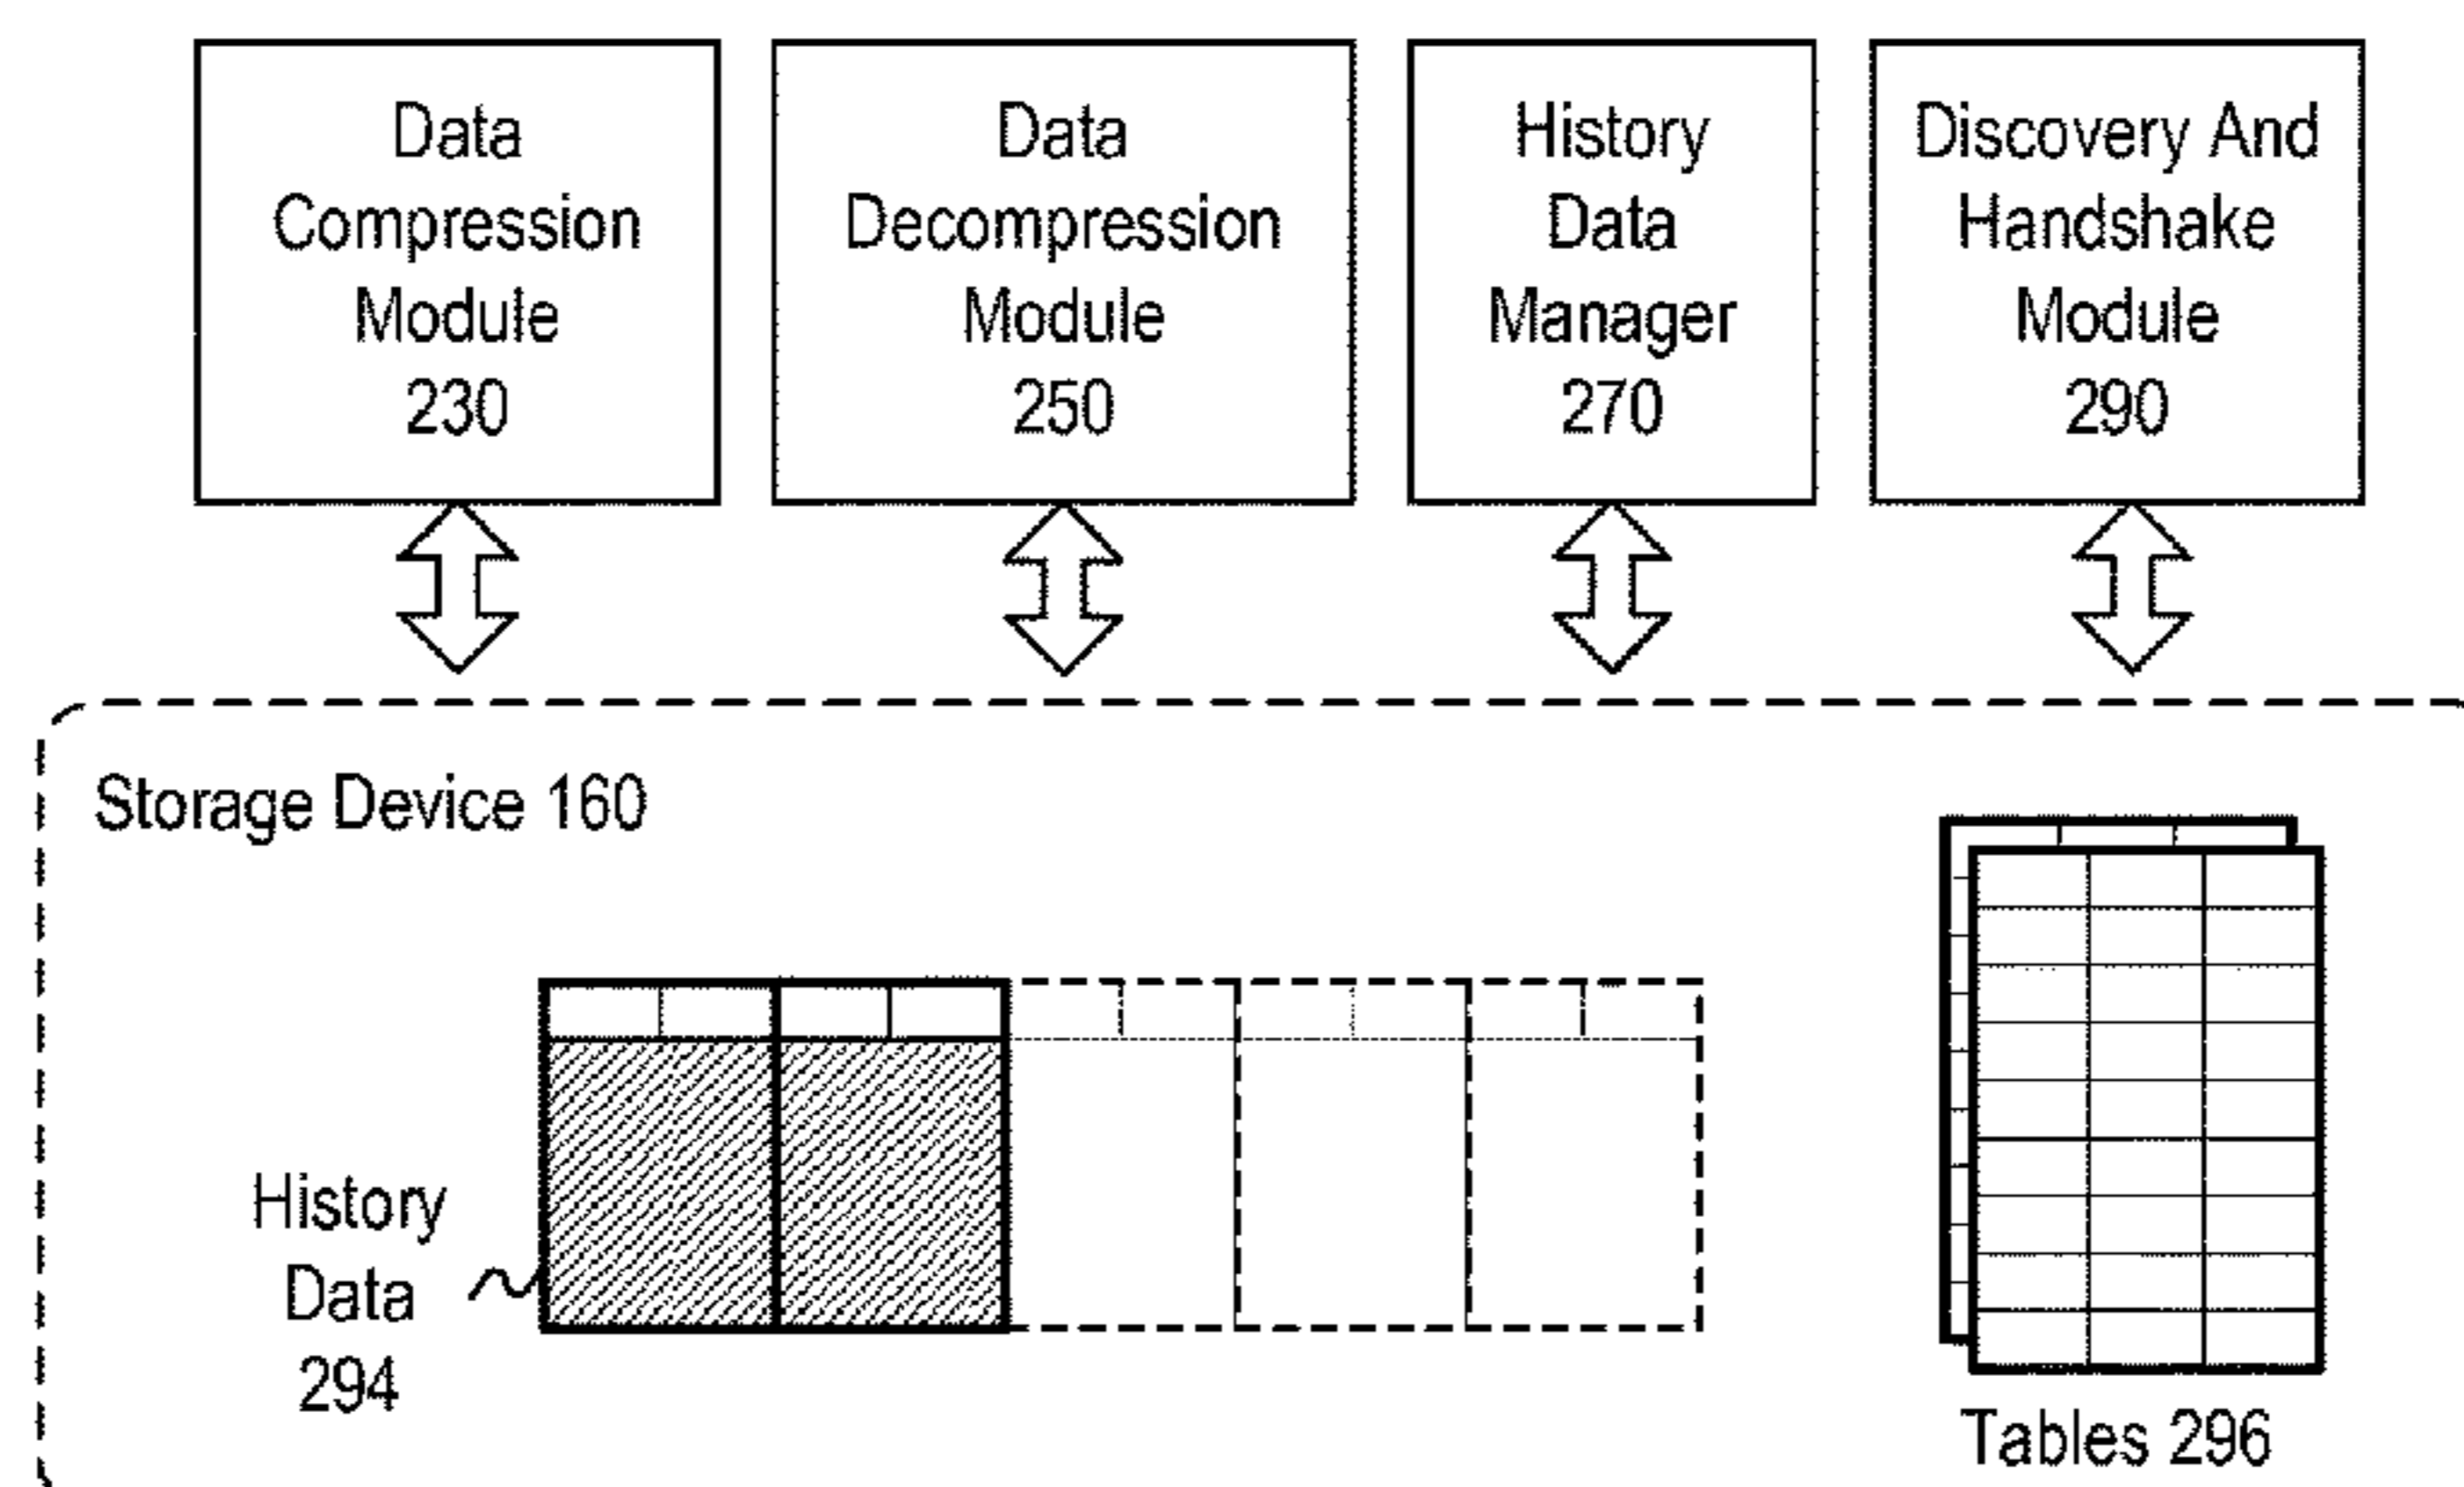 Data
Compression
Module
230
Data
Decompression
Module
250
History
Data
Manager
270
Discovery And
Handshake
Module
290
Storage Device 160
History
Data
294
Tables 296